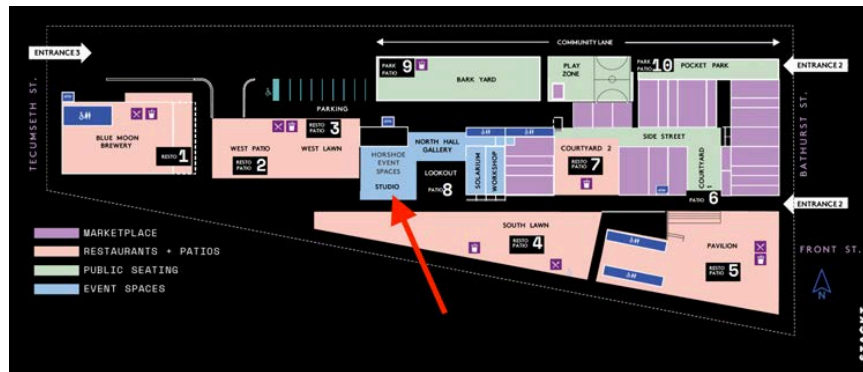 COMMUNITY LANE
ENTRANCE 3
PARK PATIO 9
BARK YARD
PLAY ZONE
PARK PATIO 10
POCKET PARK
ENTRANCE 2
TECUMSETH ST.
BATHURST ST.
PARKING
BLUE MOON BREWERY
RESTO 1
WEST PATIO
RESTO PATIO 2
RESTO PATIO 3
WEST LAWN
HORSHOE EVENT SPACES
STUDIO
NORTH HALL GALLERY
LOOKOUT
PATIO 8
SOLARIUM
WORKSHOP
COURTYARD 2
RESTO PATIO 7
SIDE STREET
COURTYARD 1
PATIO 6
ENTRANCE 2
SOUTH LAWN
RESTO PATIO 4
PAVILION
RESTO PATIO 5
FRONT ST.
N
MARKETPLACE
RESTAURANTS + PATIOS
PUBLIC SEATING
EVENT SPACES